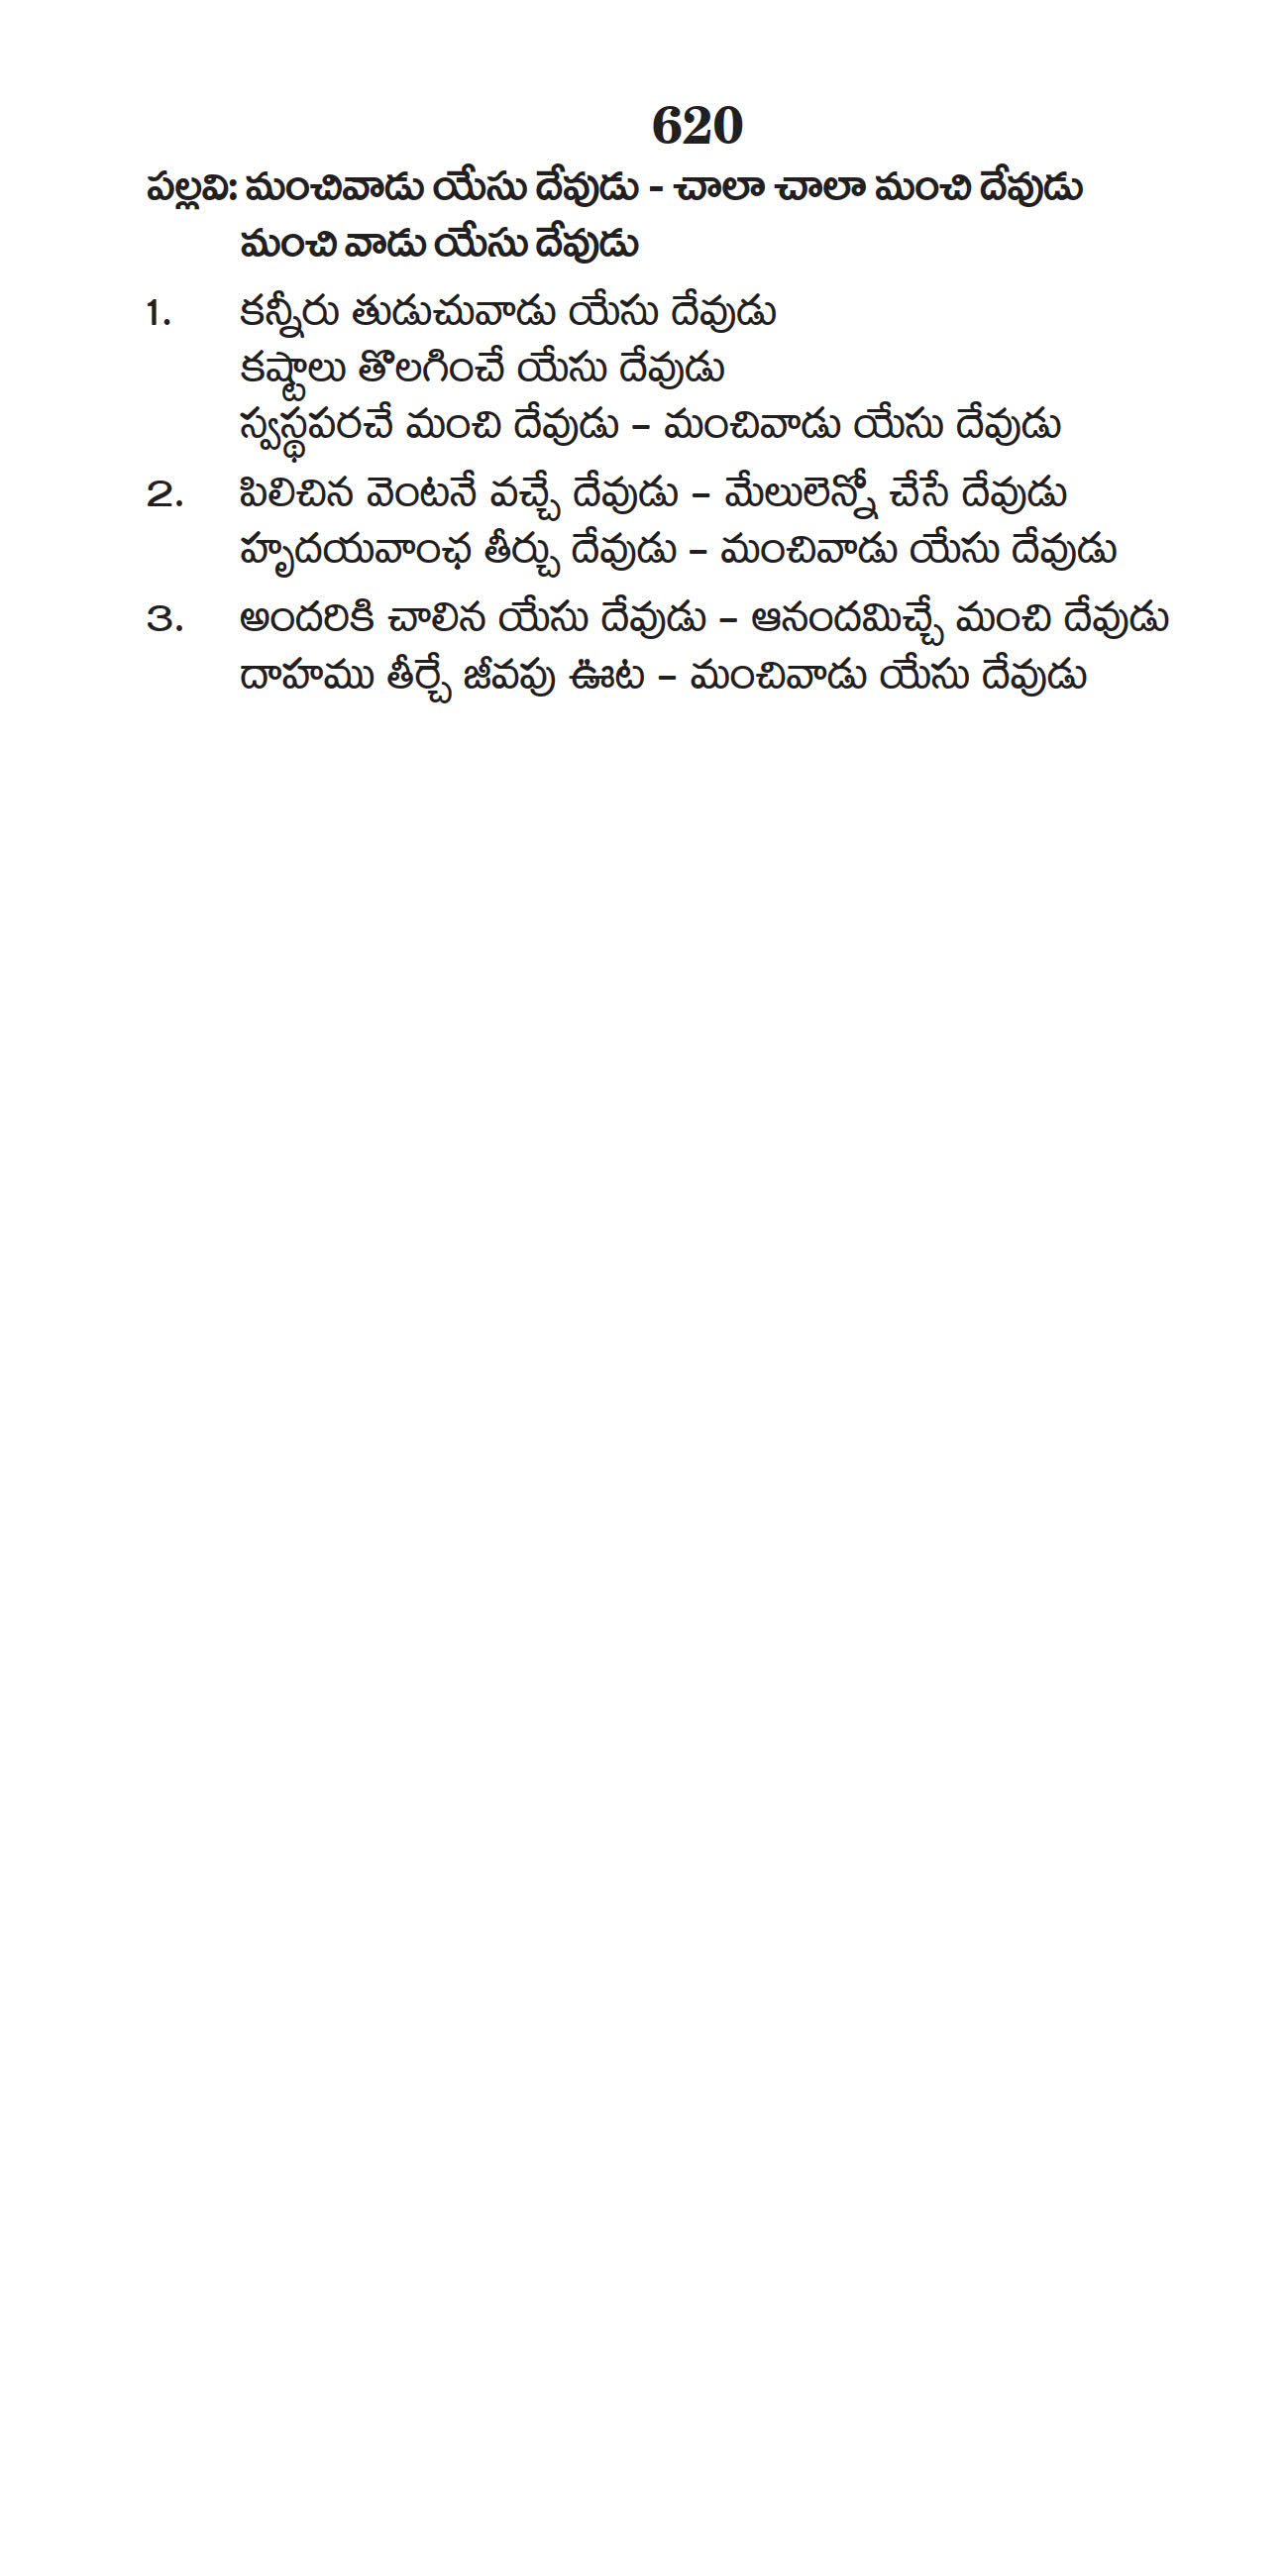 620
పల్లవి: మంచివాడు యేసు దేవుడు - చాలా చాలా మంచి దేవుడు
మంచి వాడు యేసు దేవుడు
1. కన్నీరు తుడుచువాడు యేసు దేవుడు
కష్టాలు తొలగించే యేసు దేవుడు
స్వస్థపరచే మంచి దేవుడు – మంచివాడు యేసు దేవుడు
2. పిలిచిన వెంటనే వచ్చే దేవుడు – మేలులెన్నో చేసే దేవుడు
హృదయవాంఛ తీర్చు దేవుడు – మంచివాడు యేసు దేవుడు
3. అందరికి చాలిన యేసు దేవుడు – ఆనందమిచ్చే మంచి దేవుడు
దాహము తీర్చే జీవపు ఊట – మంచివాడు యేసు దేవుడు